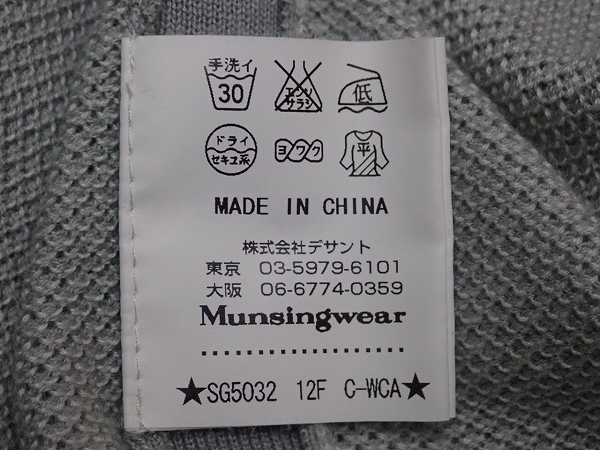 手洗イ
30
エンソ
サラシ
低
ドライ
セキユ系
ヨワク
平
MADE IN CHINA
株式会社デサント
東京 03-5979-6101
大阪 06-6774-0359
Munsingwear
★SG5032 12F C-WCA★